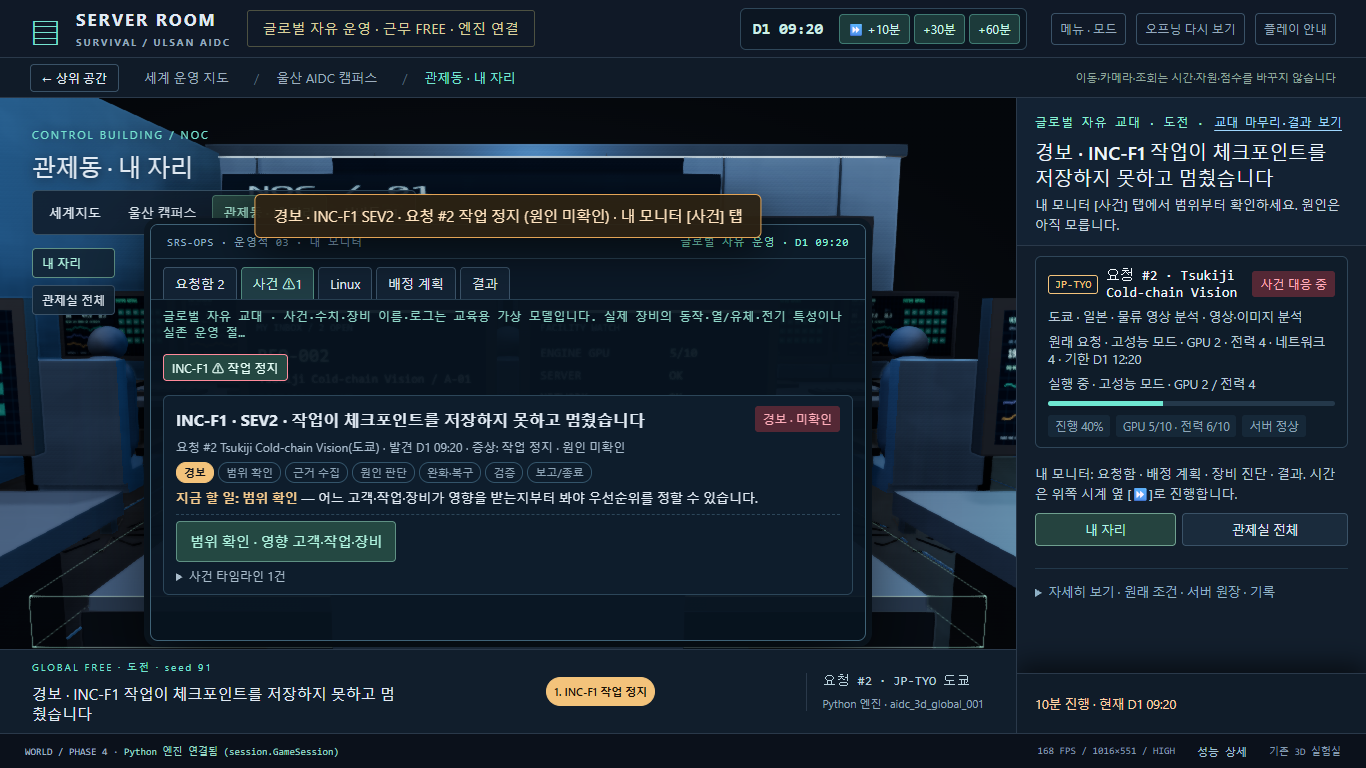 SERVER ROOM
SURVIVAL / ULSAN AIDC
글로벌 자유 운영 · 근무 FREE · 엔진 연결
D1 09:20
⏩ +10분
+30분
+60분
메뉴 · 모드
오프닝 다시 보기
플레이 안내
← 상위 공간
세계 운영 지도 / 울산 AIDC 캠퍼스 / 관제동 · 내 자리
이동·카메라·조회는 시간·자원·점수를 바꾸지 않습니다
CONTROL BUILDING / NOC
관제동 · 내 자리
세계지도
울산 캠퍼스
내 자리
관제실 전체
경보 · INC-F1 SEV2 · 요청 #2 작업 정지 (원인 미확인) · 내 모니터 [사건] 탭
SRS-OPS · 운영석 03 · 내 모니터
글로벌 자유 운영 · D1 09:20
요청함 2
사건 ⚠1
Linux
배정 계획
결과
글로벌 자유 교대 · 사건·수치·장비 이름·로그는 교육용 가상 모델입니다. 실제 장비의 동작·열/유체·전기 특성이나
실존 운영 절…
INC-F1 ⚠ 작업 정지
INC-F1 · SEV2 · 작업이 체크포인트를 저장하지 못하고 멈췄습니다
경보 · 미확인
요청 #2 Tsukiji Cold-chain Vision(도쿄) · 발견 D1 09:20 · 증상: 작업 정지 · 원인 미확인
경보
범위 확인
근거 수집
원인 판단
완화·복구
검증
보고/종료
지금 할 일: 범위 확인 — 어느 고객·작업·장비가 영향을 받는지부터 봐야 우선순위를 정할 수 있습니다.
범위 확인 · 영향 고객·작업·장비
▶ 사건 타임라인 1건
글로벌 자유 교대 · 도전 · 교대 마무리·결과 보기
경보 · INC-F1 작업이 체크포인트를
저장하지 못하고 멈췄습니다
내 모니터 [사건] 탭에서 범위부터 확인하세요. 원인은
아직 모릅니다.
JP-TYO
요청 #2 · Tsukiji
Cold-chain Vision
사건 대응 중
도쿄 · 일본 · 물류 영상 분석 · 영상·이미지 분석
원래 요청 · 고성능 모드 · GPU 2 · 전력 4 · 네트워크
4 · 기한 D1 12:20
실행 중 · 고성능 모드 · GPU 2 / 전력 4
진행 40%
GPU 5/10 · 전력 6/10
서버 정상
내 모니터: 요청함 · 배정 계획 · 장비 진단 · 결과. 시간
은 위쪽 시계 옆 [⏩]로 진행합니다.
내 자리
관제실 전체
▶ 자세히 보기 · 원래 조건 · 서버 원장 · 기록
10분 진행 · 현재 D1 09:20
GLOBAL FREE · 도전 · seed 91
경보 · INC-F1 작업이 체크포인트를 저장하지 못하고 멈
췄습니다
1. INC-F1 작업 정지
요청 #2 · JP-TYO 도쿄
Python 엔진 · aidc_3d_global_001
WORLD / PHASE 4 · Python 엔진 연결됨 (session.GameSession)
168 FPS / 1016×551 / HIGH
성능 상세
기존 3D 실험실